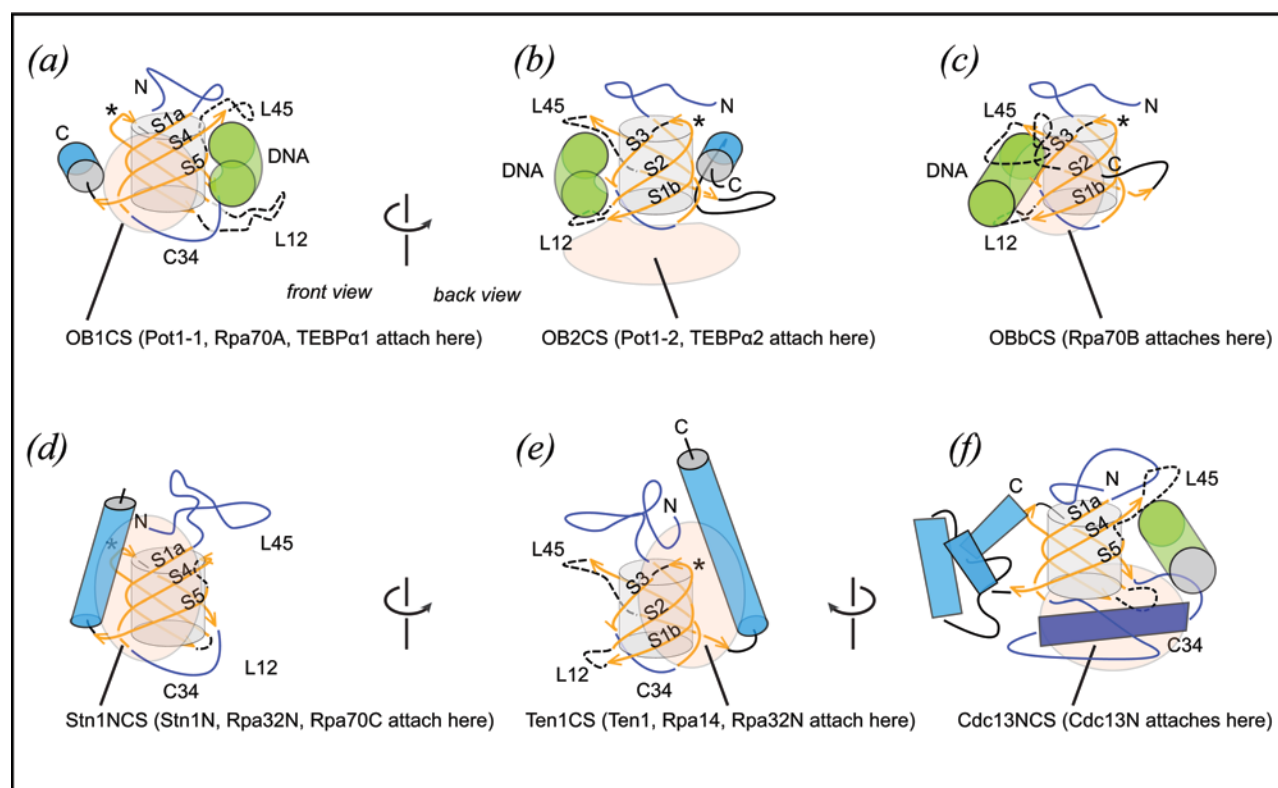 (a)
N
*
S1a
L45
C
S4
DNA
S5
L12
C34
front view
OB1CS (Pot1-1, Rpa70A, TEBPα1 attach here)
(b)
N
L45
*
S3
DNA
S2
C
S1b
L12
back view
OB2CS (Pot1-2, TEBPα2 attach here)
(c)
N
L45
*
S3
DNA
S2
C
S1b
L12
OBbCS (Rpa70B attaches here)
(d)
N
L45
*
S1a
S4
S5
L12
C34
Stn1NCS (Stn1N, Rpa32N, Rpa70C attach here)
(e)
C
N
L45
*
S3
S2
S1b
L12
C34
Ten1CS (Ten1, Rpa14, Rpa32N attach here)
(f)
N
L45
C
S1a
S4
S5
C34
Cdc13NCS (Cdc13N attaches here)